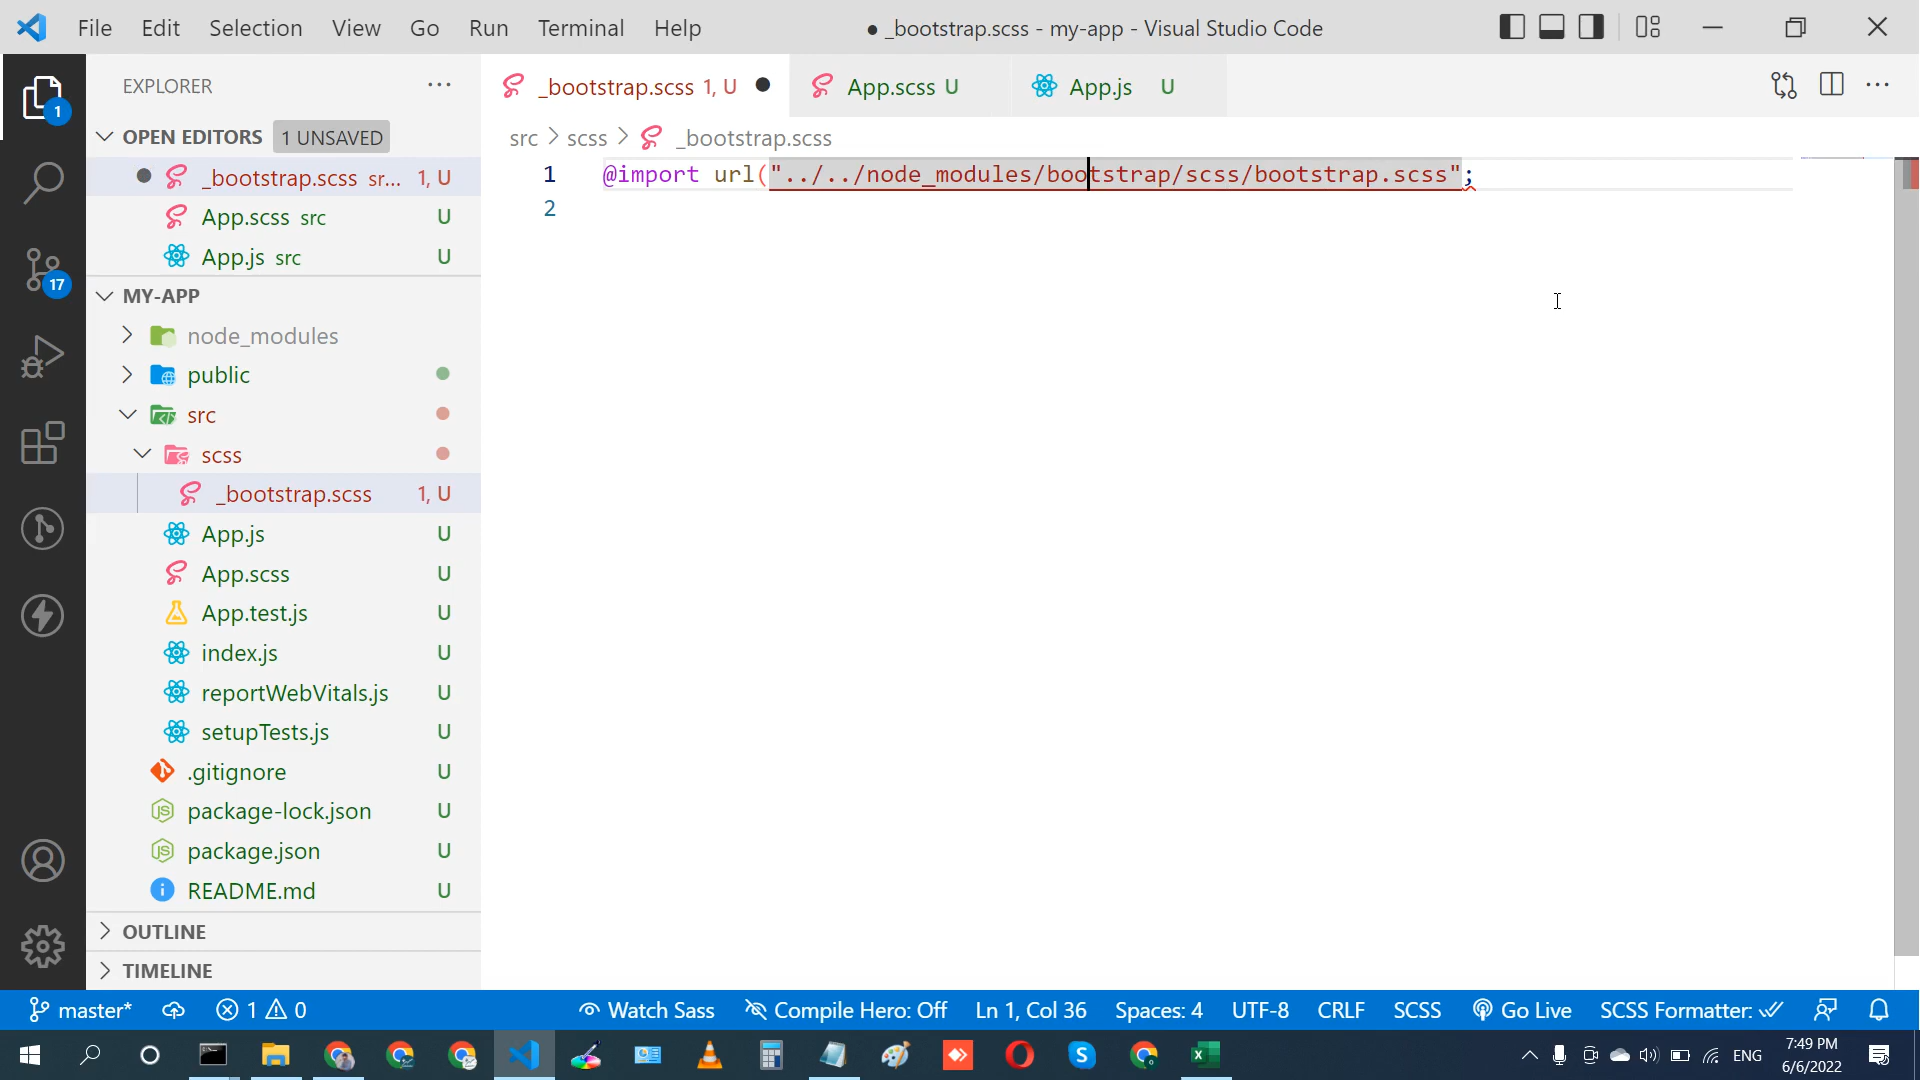 File Edit Selection View Go Run Terminal Help
● _bootstrap.scss - my-app - Visual Studio Code
EXPLORER
_bootstrap.scss 1, U
App.scss U
App.js U
OPEN EDITORS 1 UNSAVED
src > scss > _bootstrap.scss
_bootstrap.scss sr... 1, U
App.scss src U
App.js src U
1 @import url("../../node_modules/bootstrap/scss/bootstrap.scss";
2
1
17
MY-APP
node_modules
public
src
scss
_bootstrap.scss 1, U
App.js U
App.scss U
App.test.js U
index.js U
reportWebVitals.js U
setupTests.js U
.gitignore U
package-lock.json U
package.json U
README.md U
OUTLINE
TIMELINE
master* 1 0 Watch Sass Compile Hero: Off Ln 1, Col 36 Spaces: 4 UTF-8 CRLF SCSS Go Live SCSS Formatter:
ENG 7:49 PM
6/6/2022